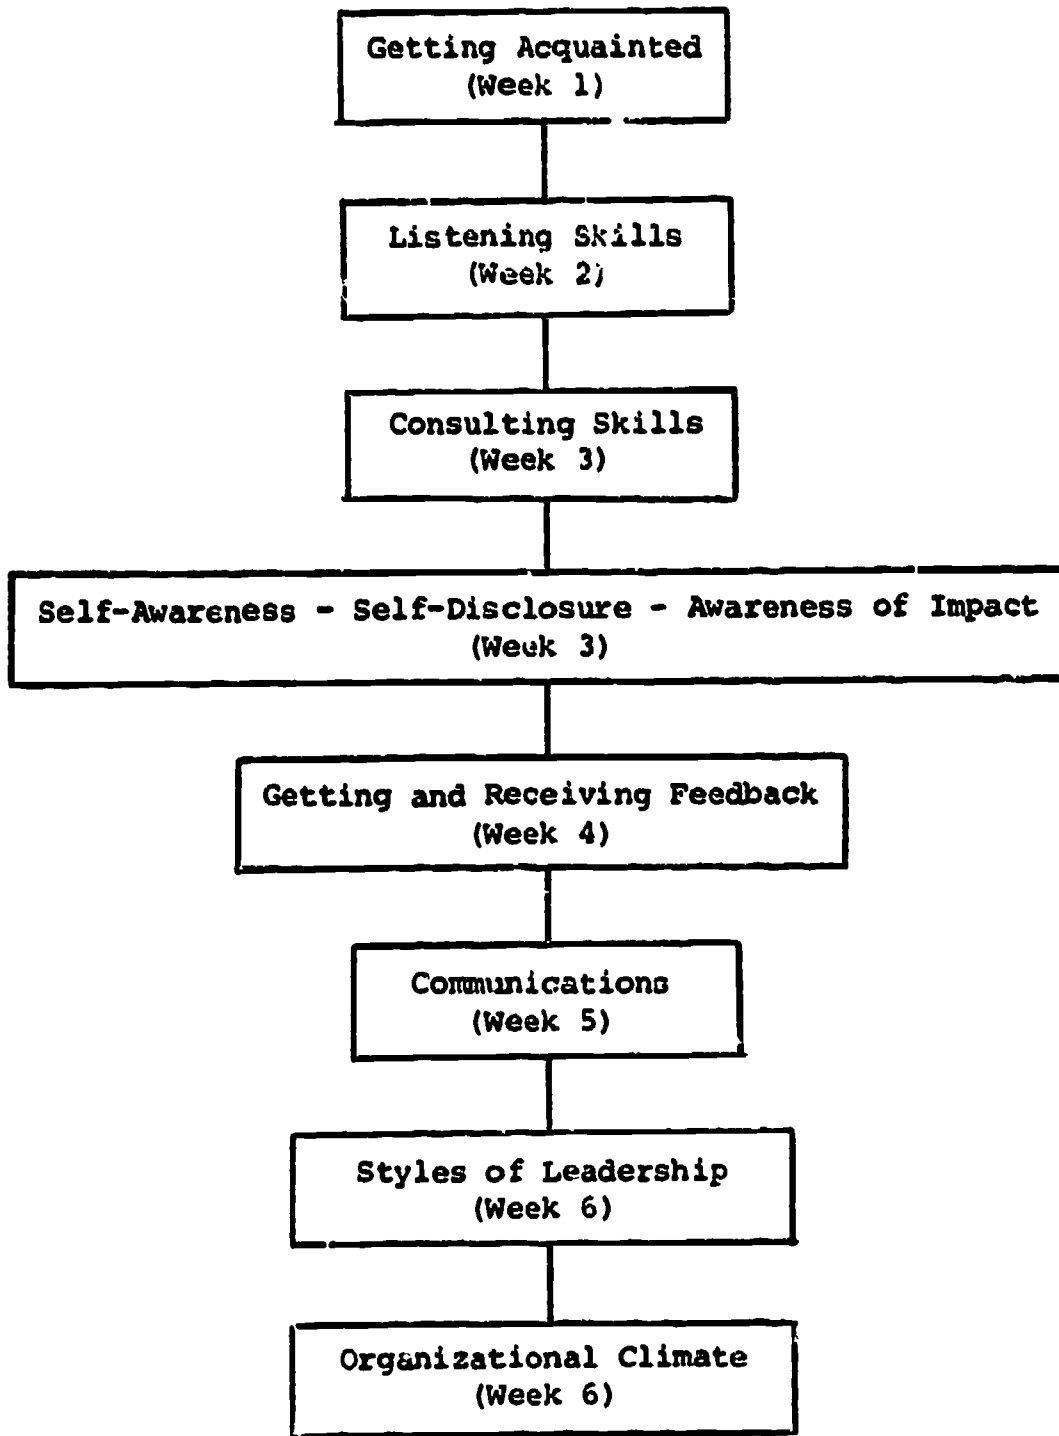 Getting Acquainted
(Week 1)
Listening Skills
(Week 2)
Consulting Skills
(Week 3)
Self-Awareness - Self-Disclosure - Awareness of Impact
(Week 3)
Getting and Receiving Feedback
(Week 4)
Communications
(Week 5)
Styles of Leadership
(Week 6)
Organizational Climate
(Week 6)